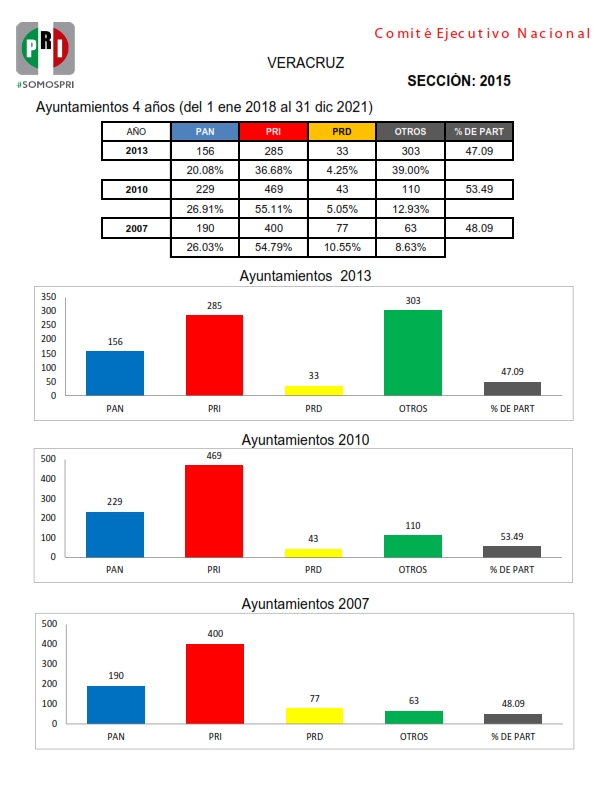 Comité Ejecutivo Nacional
PRI
#SOMOSPRI
VERACRUZ
SECCIÓN: 2015
Ayuntamientos 4 años (del 1 ene 2018 al 31 dic 2021)
AÑO PAN PRI PRD OTROS % DE PART
2013 156 285 33 303 47.09
20.08% 36.68% 4.25% 39.00%
2010 229 469 43 110 53.49
26.91% 55.11% 5.05% 12.93%
2007 190 400 77 63 48.09
26.03% 54.79% 10.55% 8.63%
Ayuntamientos 2013
350
300
250
200
150
100
50
0
156 285 33 303 47.09
PAN PRI PRD OTROS % DE PART
Ayuntamientos 2010
500
400
300
200
100
0
229 469 43 110 53.49
PAN PRI PRD OTROS % DE PART
Ayuntamientos 2007
500
400
300
200
100
0
190 400 77 63 48.09
PAN PRI PRD OTROS % DE PART